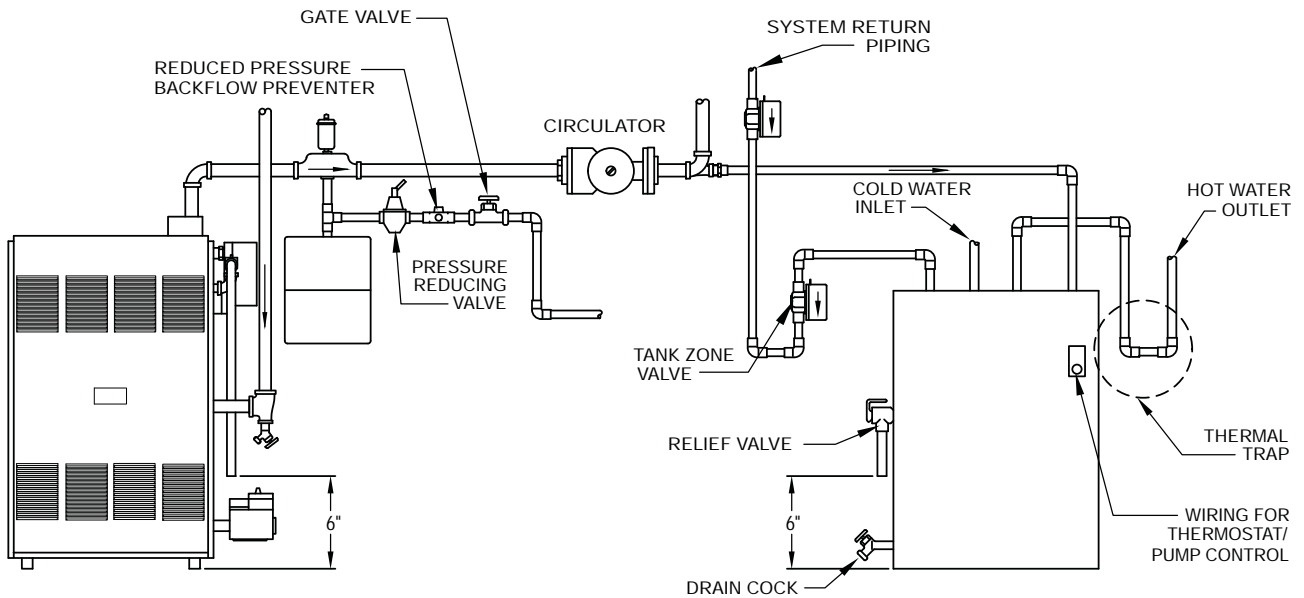 GATE VALVE
SYSTEM RETURN
PIPING
REDUCED PRESSURE
BACKFLOW PREVENTER
CIRCULATOR
COLD WATER
INLET
HOT WATER
OUTLET
PRESSURE
REDUCING
VALVE
TANK ZONE
VALVE
RELIEF VALVE
THERMAL
TRAP
6"
6"
WIRING FOR
THERMOSTAT/
PUMP CONTROL
DRAIN COCK